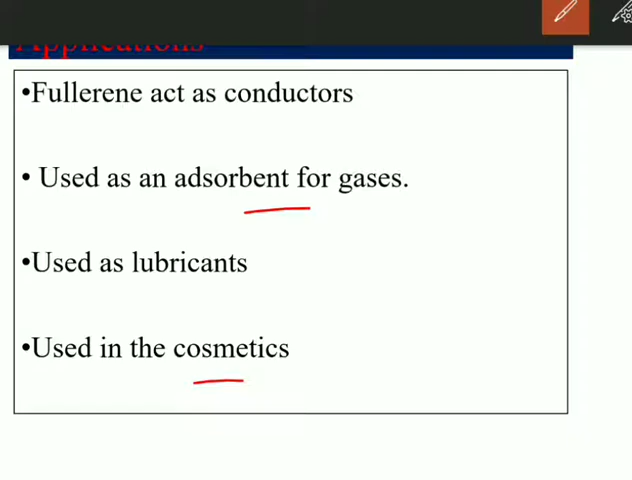 Applications
•Fullerene act as conductors
• Used as an adsorbent for gases.
•Used as lubricants
•Used in the cosmetics